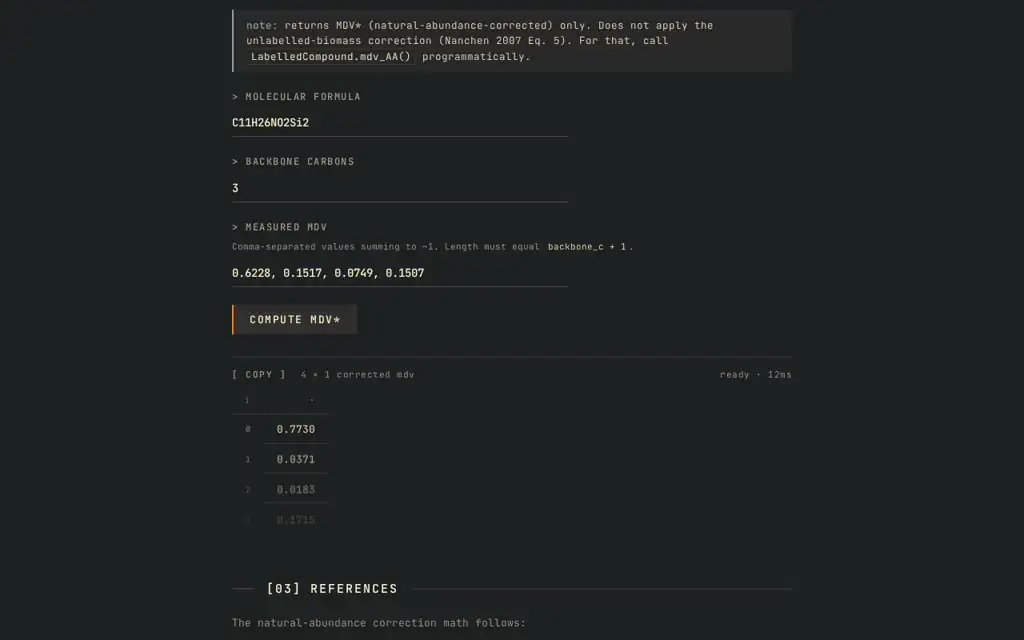 note: returns MDV* (natural-abundance-corrected) only. Does not apply the
unlabelled-biomass correction (Nanchen 2007 Eq. 5). For that, call
LabelledCompound.mdv_AA() programmatically.
> MOLECULAR FORMULA
C11H26NO2Si2
> BACKBONE CARBONS
3
> MEASURED MDV
Comma-separated values summing to ~1. Length must equal backbone_c + 1.
0.6228, 0.1517, 0.0749, 0.1507
COMPUTE MDV*
[ COPY ] 4 × 1 corrected mdv ready · 12ms
i ·
0 0.7730
1 0.0371
2 0.0183
3 0.1715
[03] REFERENCES
The natural-abundance correction math follows: